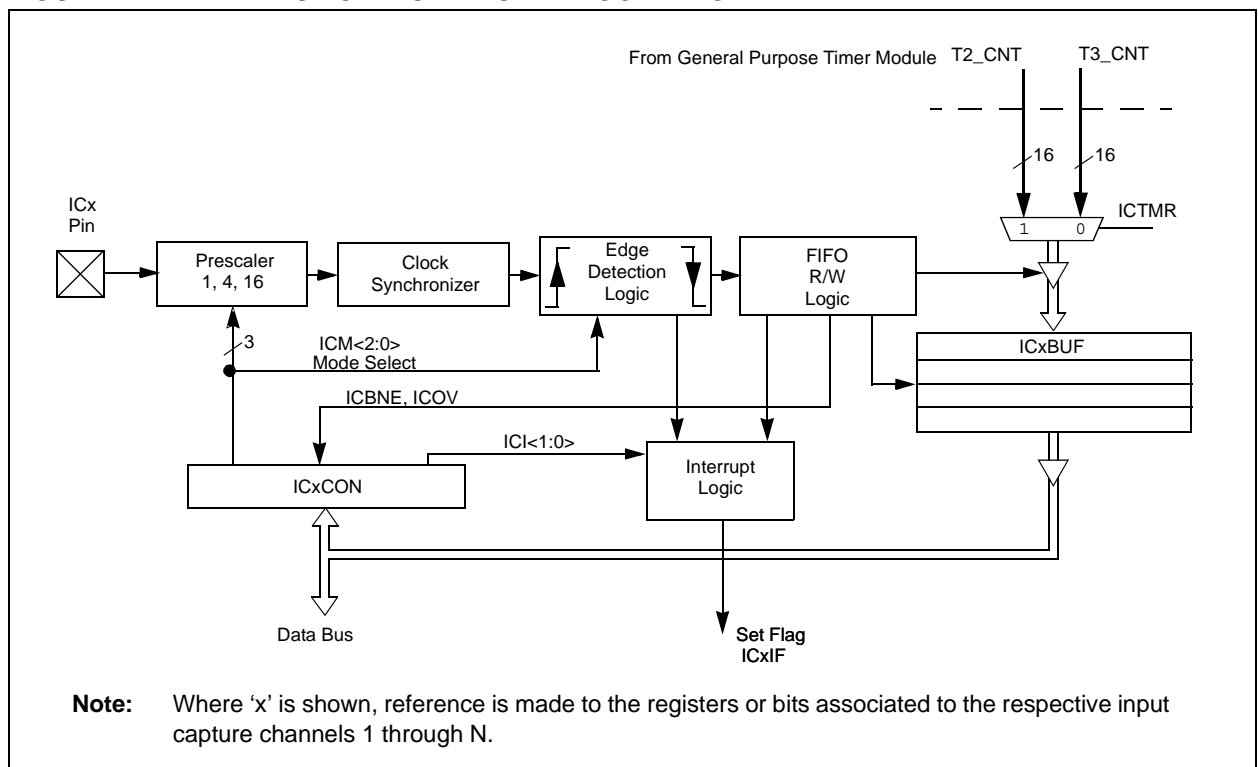 From General Purpose Timer Module T2_CNT T3_CNT
16 16
ICx
Pin
1 0
ICTMR
Prescaler
1, 4, 16
Clock
Synchronizer
Edge
Detection
Logic
FIFO
R/W
Logic
3
ICM<2:0>
Mode Select
ICxBUF
ICBNE, ICOV
ICI<1:0>
Interrupt
Logic
ICxCON
Data Bus
Set Flag
ICxIF
Note: Where ‘x’ is shown, reference is made to the registers or bits associated to the respective input
capture channels 1 through N.